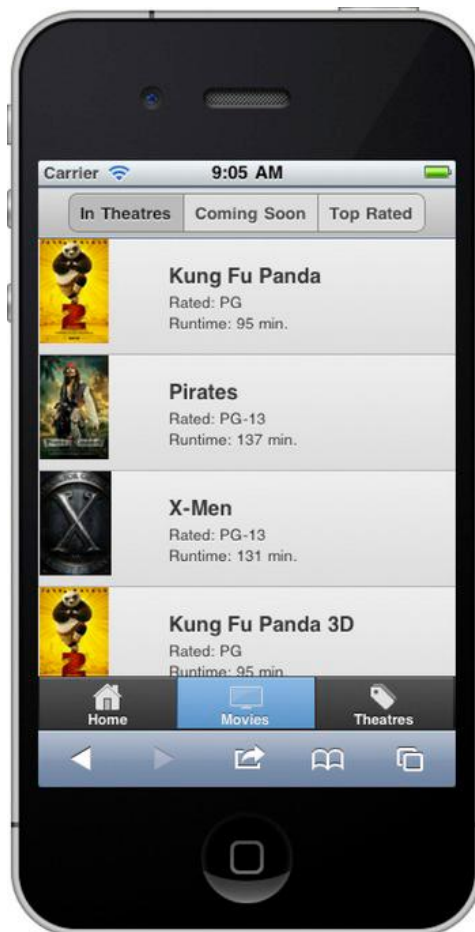 Carrier 9:05 AM
In Theatres Coming Soon Top Rated
2
Kung Fu Panda
Rated: PG
Runtime: 95 min.
Pirates
Rated: PG-13
Runtime: 137 min.
X
X-Men
Rated: PG-13
Runtime: 131 min.
2
Kung Fu Panda 3D
Rated: PG
Runtime: 95 min
Home Movies Theatres